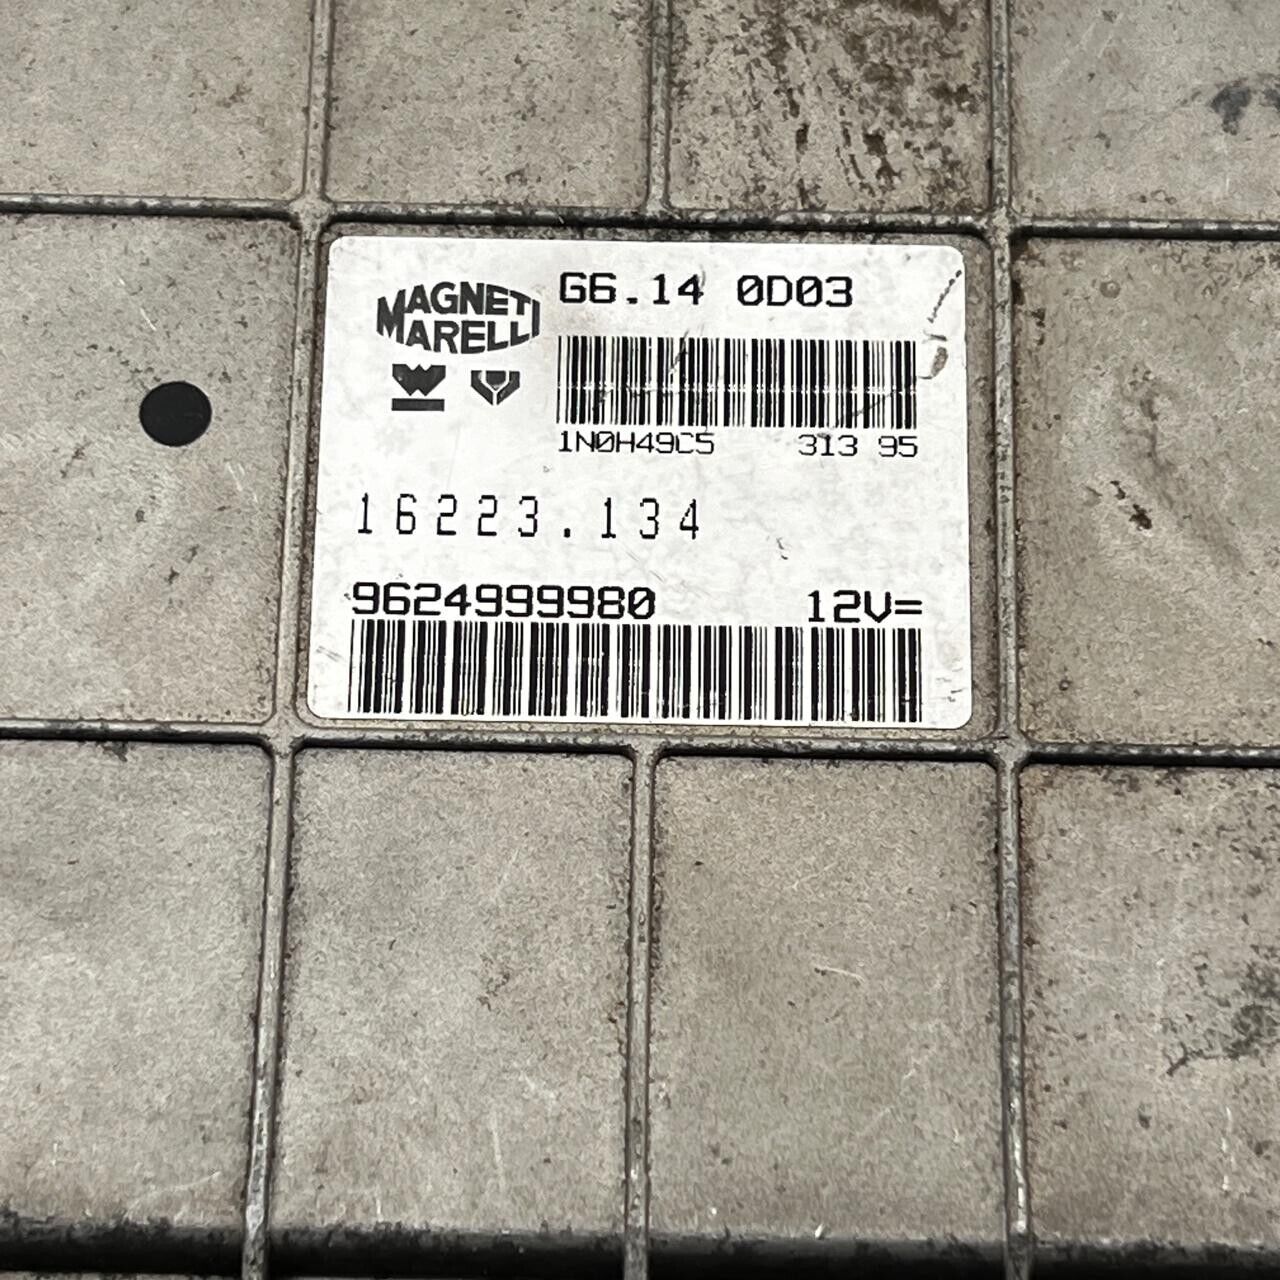 MAGNETI
MARELLI
G6.14 0D03
1N0H49C5 313 95
16223.134
9624999980 12V=